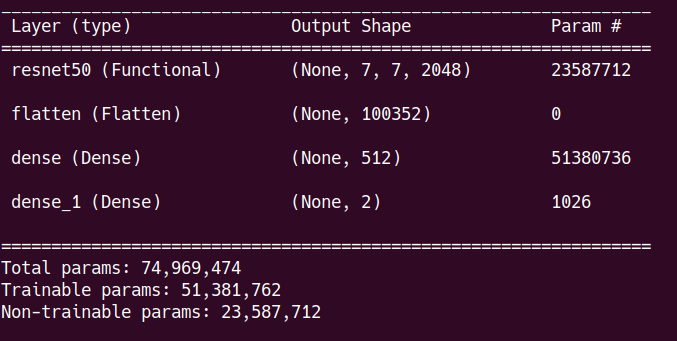 _________________________________________________________________
Layer (type)                Output Shape              Param #
=================================================================
resnet50 (Functional)       (None, 7, 7, 2048)        23587712
flatten (Flatten)           (None, 100352)            0
dense (Dense)               (None, 512)               51380736
dense_1 (Dense)             (None, 2)                 1026
=================================================================
Total params: 74,969,474
Trainable params: 51,381,762
Non-trainable params: 23,587,712